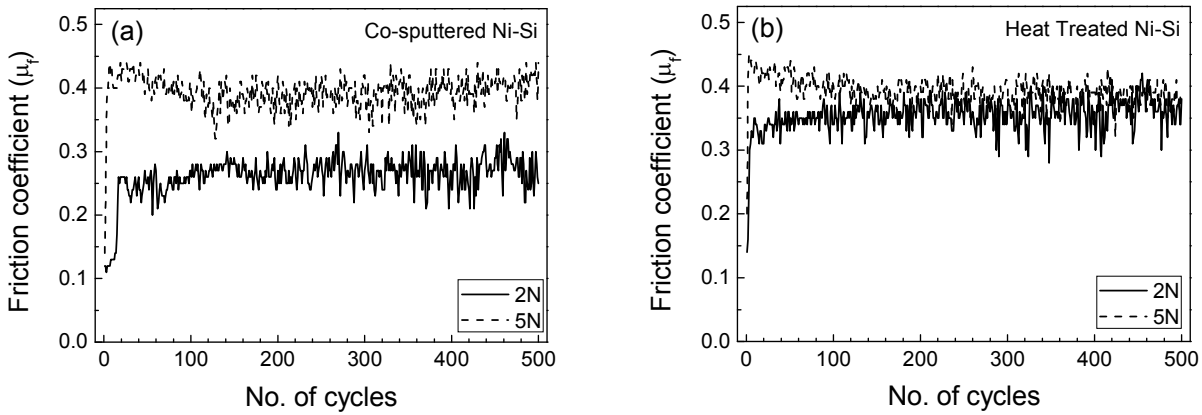 (a)
Co-sputtered Ni-Si
Friction coefficient (μf)
0.5
0.4
0.3
0.2
0.1
0.0
0 100 200 300 400 500
No. of cycles
2N
5N
(b)
Heat Treated Ni-Si
Friction coefficient (μf)
0.5
0.4
0.3
0.2
0.1
0.0
0 100 200 300 400 500
No. of cycles
2N
5N